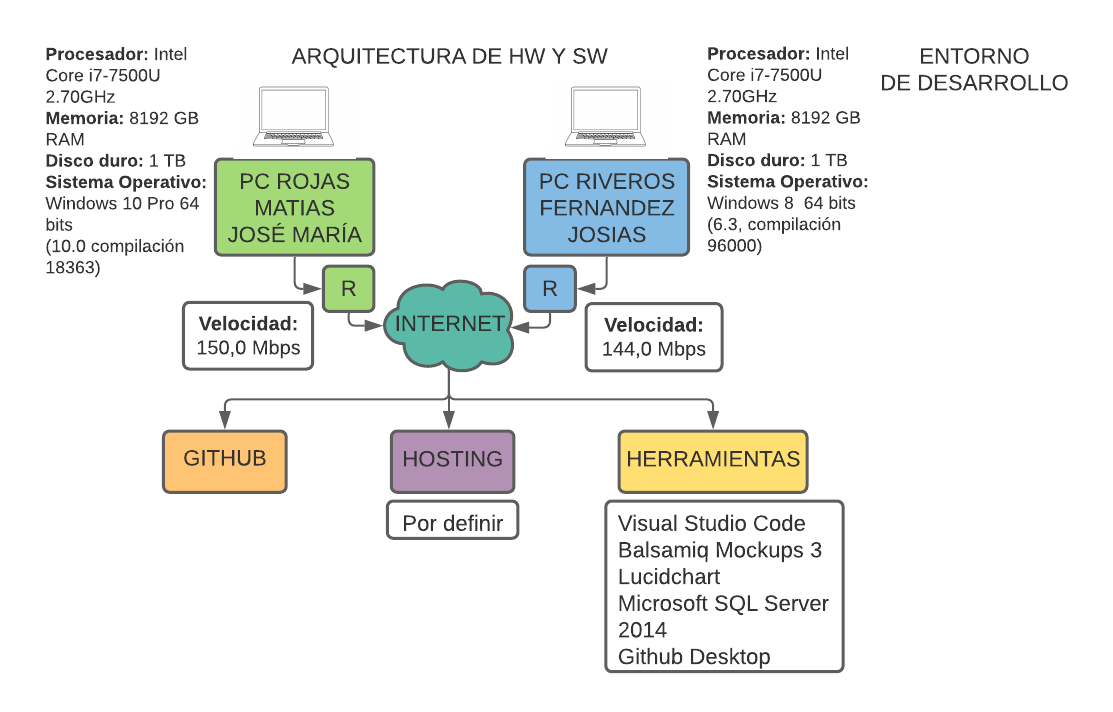 ARQUITECTURA DE HW Y SW
ENTORNO
DE DESARROLLO
Procesador: Intel
Core i7-7500U
2.70GHz
Memoria: 8192 GB
RAM
Disco duro: 1 TB
Sistema Operativo:
Windows 10 Pro 64
bits
(10.0 compilación
18363)
PC ROJAS
MATIAS
JOSÉ MARÍA
PC RIVEROS
FERNANDEZ
JOSIAS
Procesador: Intel
Core i7-7500U
2.70GHz
Memoria: 8192 GB
RAM
Disco duro: 1 TB
Sistema Operativo:
Windows 8 64 bits
(6.3, compilación
96000)
R
R
Velocidad:
150,0 Mbps
INTERNET
Velocidad:
144,0 Mbps
GITHUB
HOSTING
Por definir
HERRAMIENTAS
Visual Studio Code
Balsamiq Mockups 3
Lucidchart
Microsoft SQL Server
2014
Github Desktop